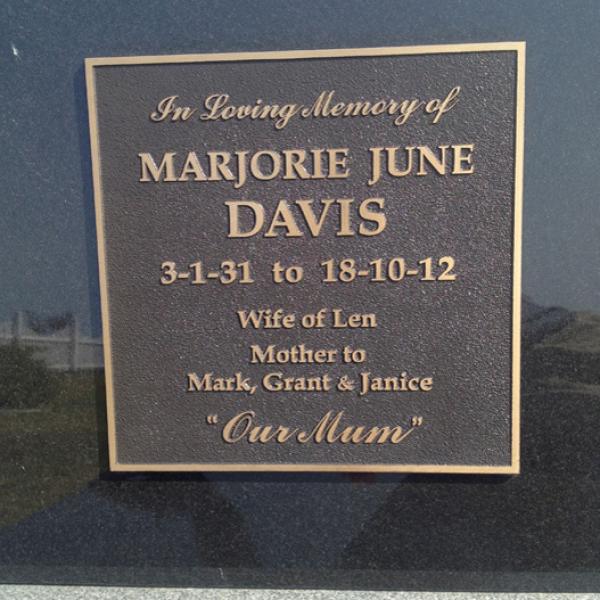 In Loving Memory of
MARJORIE JUNE
DAVIS
3-1-31 to 18-10-12
Wife of Len
Mother to
Mark, Grant & Janice
"Our Mum"